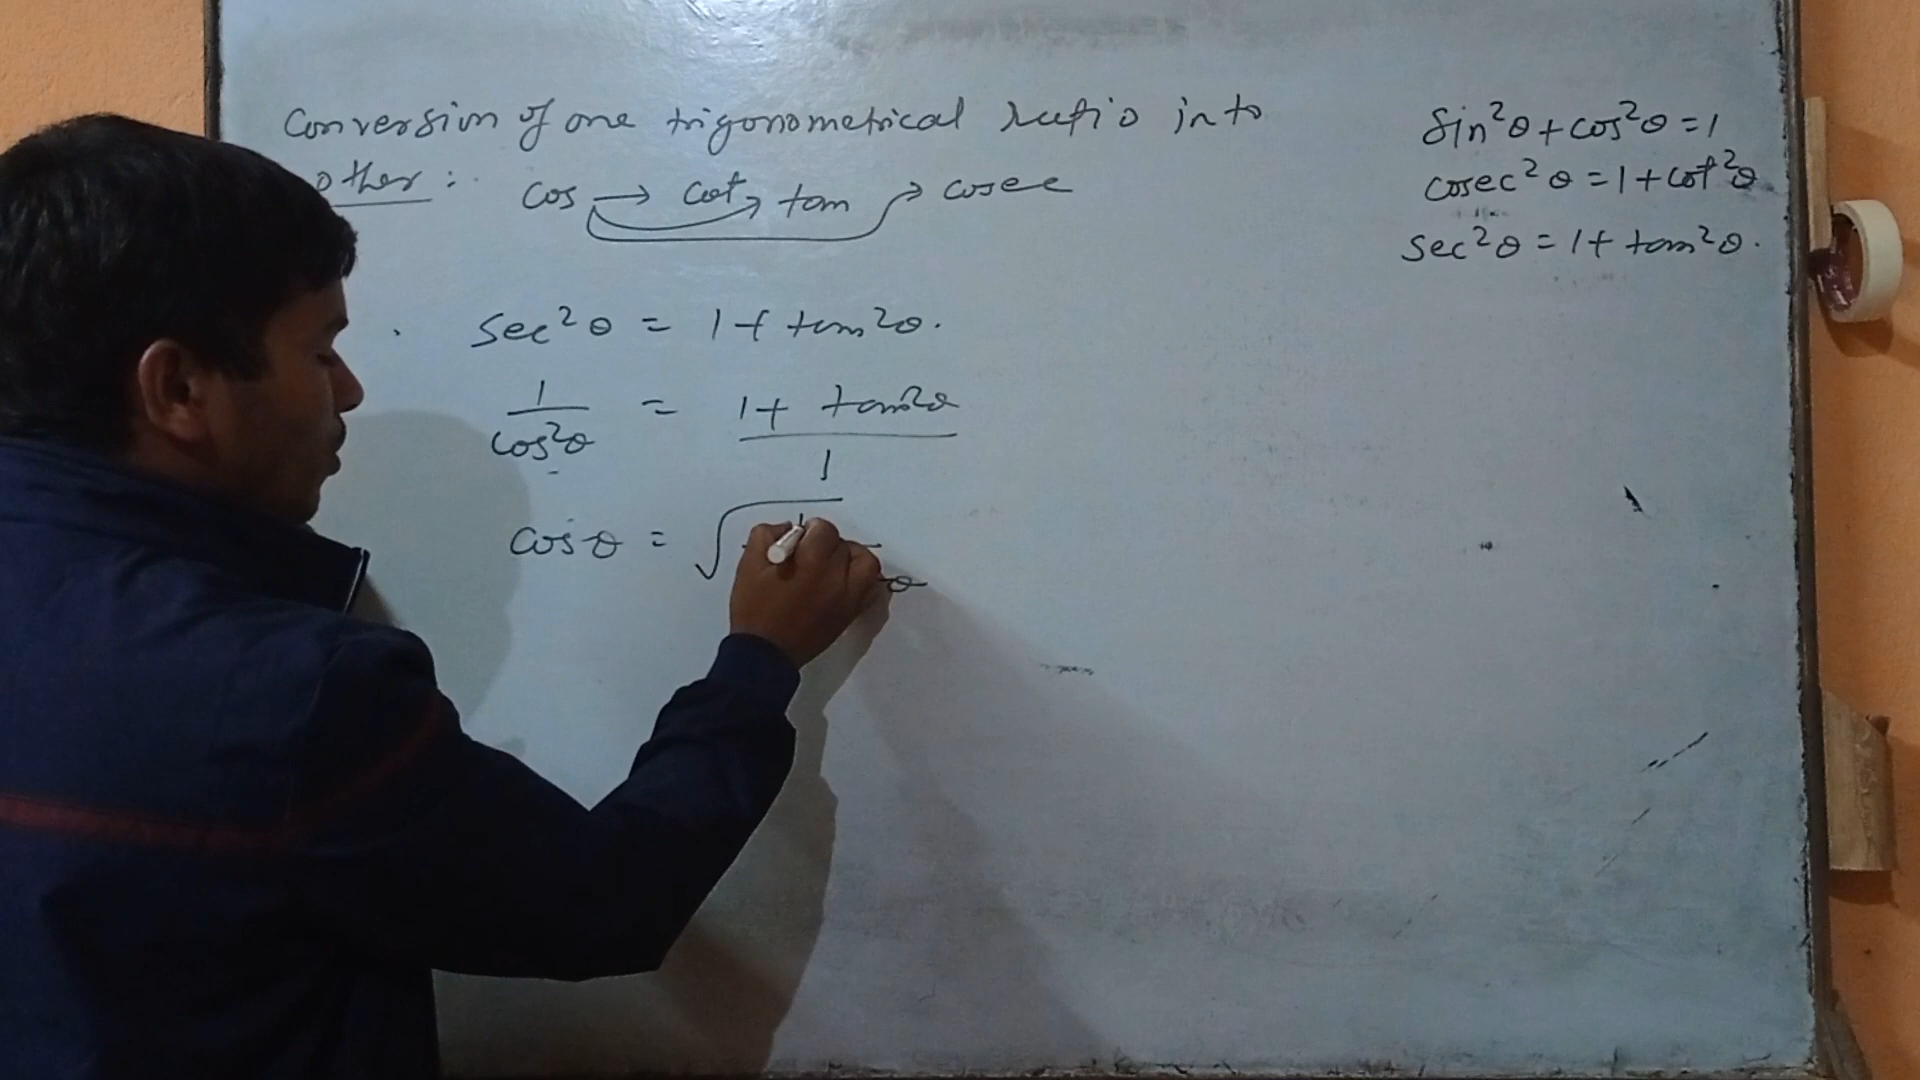 Conversion of one trigonometrical ratio into
other :
cos → cot, tan → cosec
sec²θ = 1 + tan²θ.
1/cos²θ = 1 + tan²θ/1
cosθ = √1
θ
sin²θ + cos²θ = 1
cosec²θ = 1 + cot²θ
sec²θ = 1 + tan²θ.